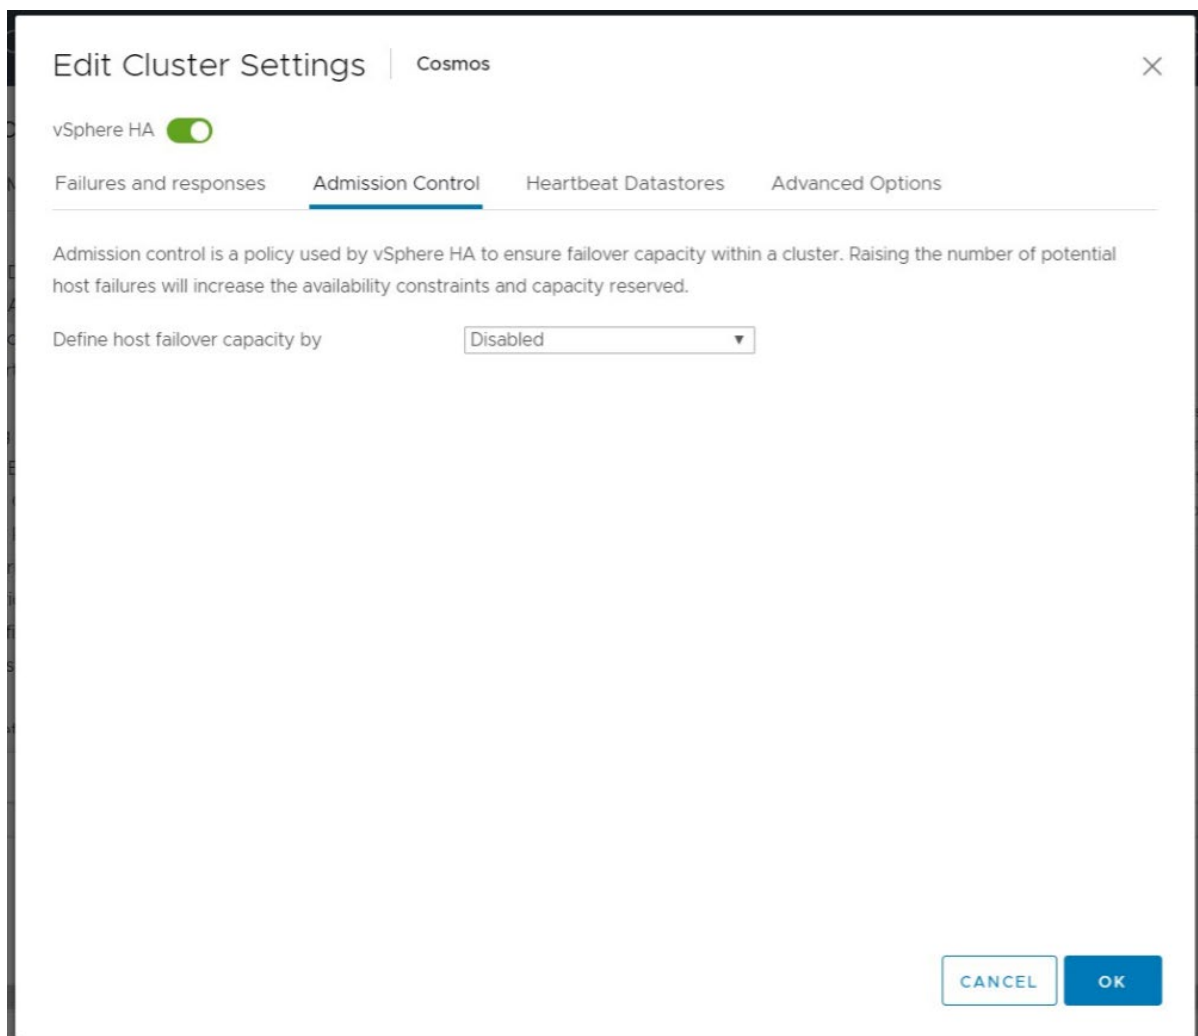 Edit Cluster Settings Cosmos
vSphere HA
Failures and responses Admission Control Heartbeat Datastores Advanced Options
Admission control is a policy used by vSphere HA to ensure failover capacity within a cluster. Raising the number of potential
host failures will increase the availability constraints and capacity reserved.
Define host failover capacity by Disabled
CANCEL OK